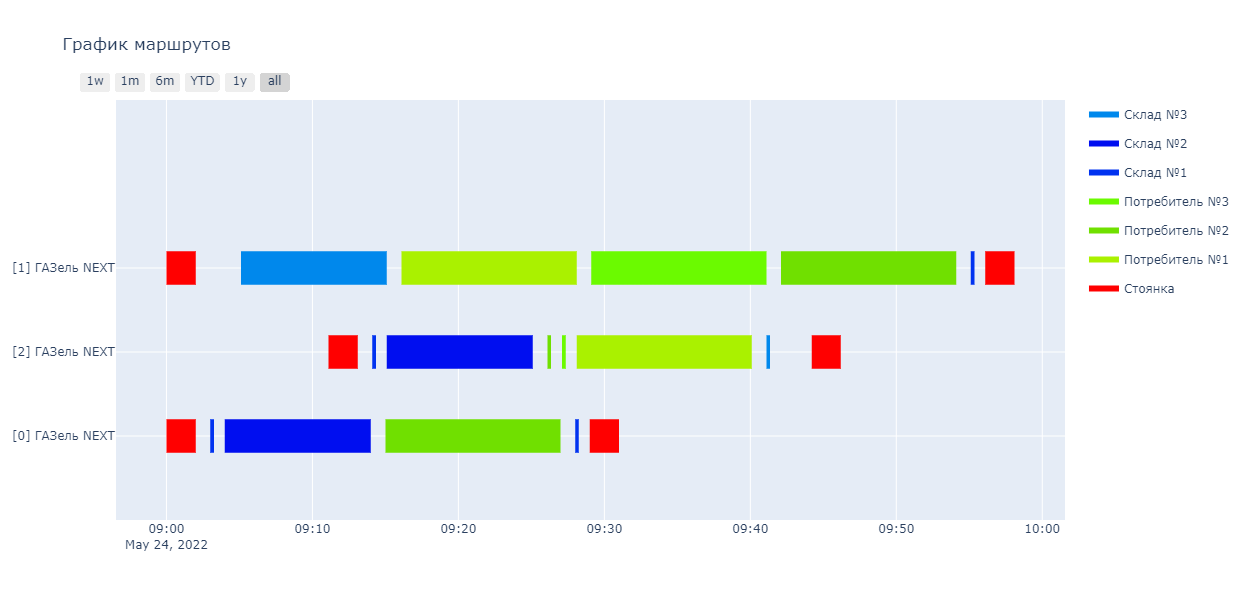 График маршрутов
1w 1m 6m YTD 1y all
Склад №3
Склад №2
Склад №1
Потребитель №3
Потребитель №2
Потребитель №1
Стоянка
[1] ГАЗель NEXT
[2] ГАЗель NEXT
[0] ГАЗель NEXT
09:00 09:10 09:20 09:30 09:40 09:50 10:00
May 24, 2022